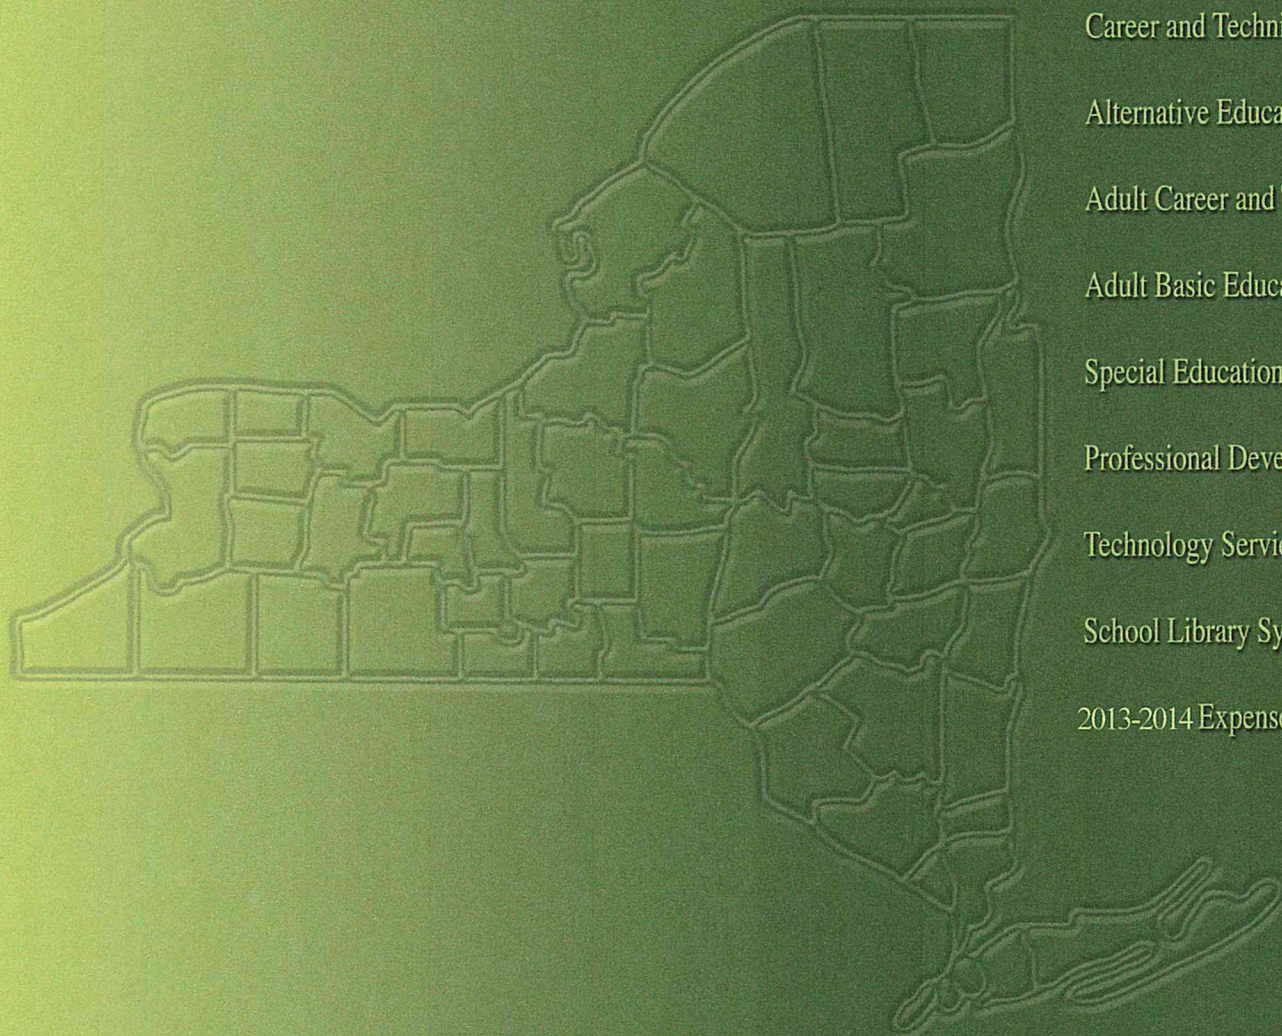 Career and Techni
Alternative Educa
Adult Career and
Adult Basic Educa
Special Education
Professional Deve
Technology Servi
School Library Sy
2013-2014 Expens